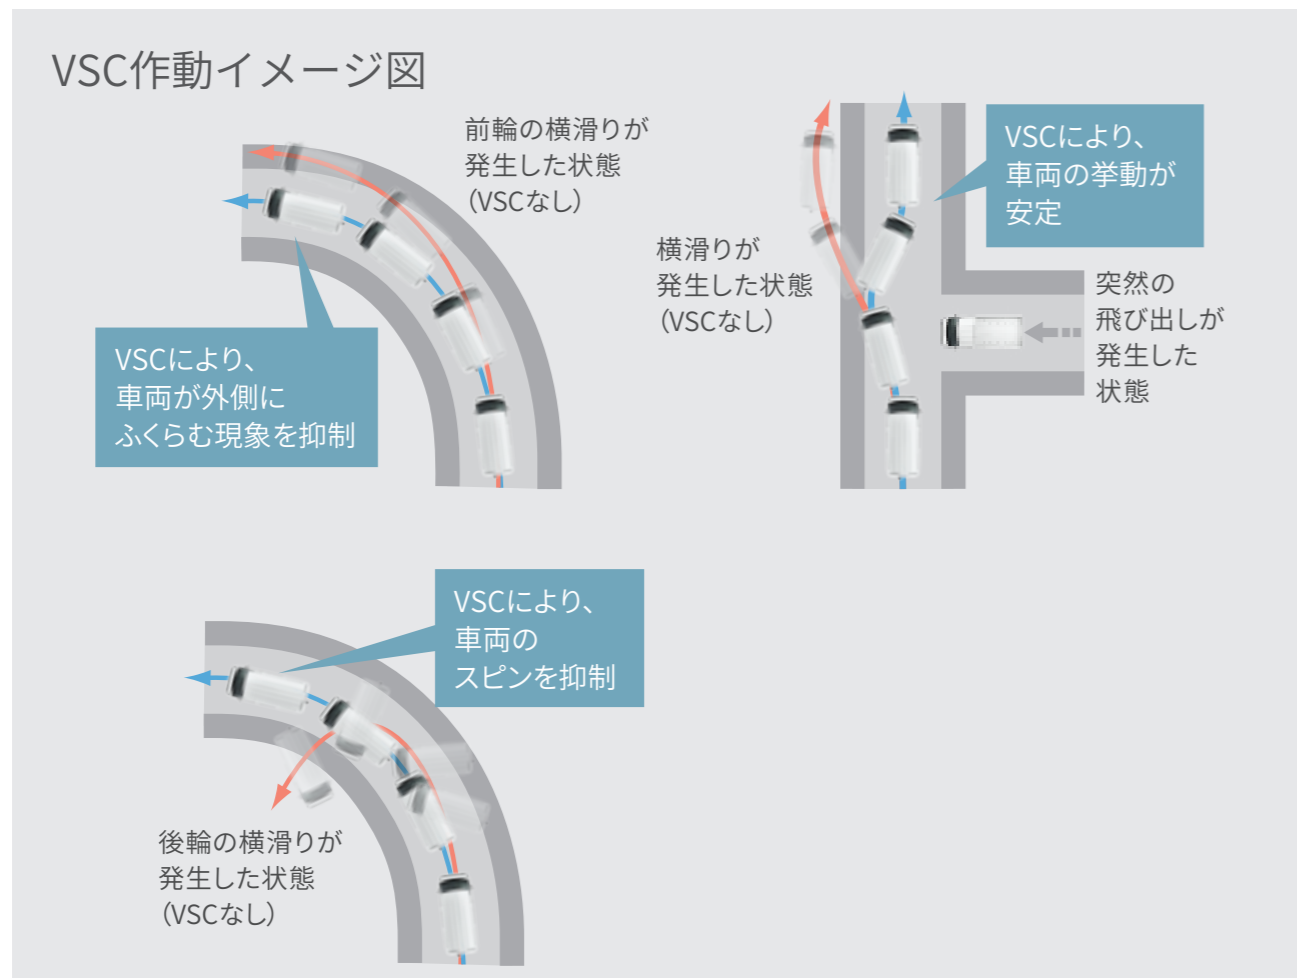 VSC作動イメージ図
前輪の横滑りが
発生した状態
（VSCなし）
VSCにより、
車両が外側に
ふくらむ現象を抑制
VSCにより、
車両の挙動が
安定
横滑りが
発生した状態
（VSCなし）
突然の
飛び出しが
発生した
状態
VSCにより、
車両の
スピンを抑制
後輪の横滑りが
発生した状態
（VSCなし）